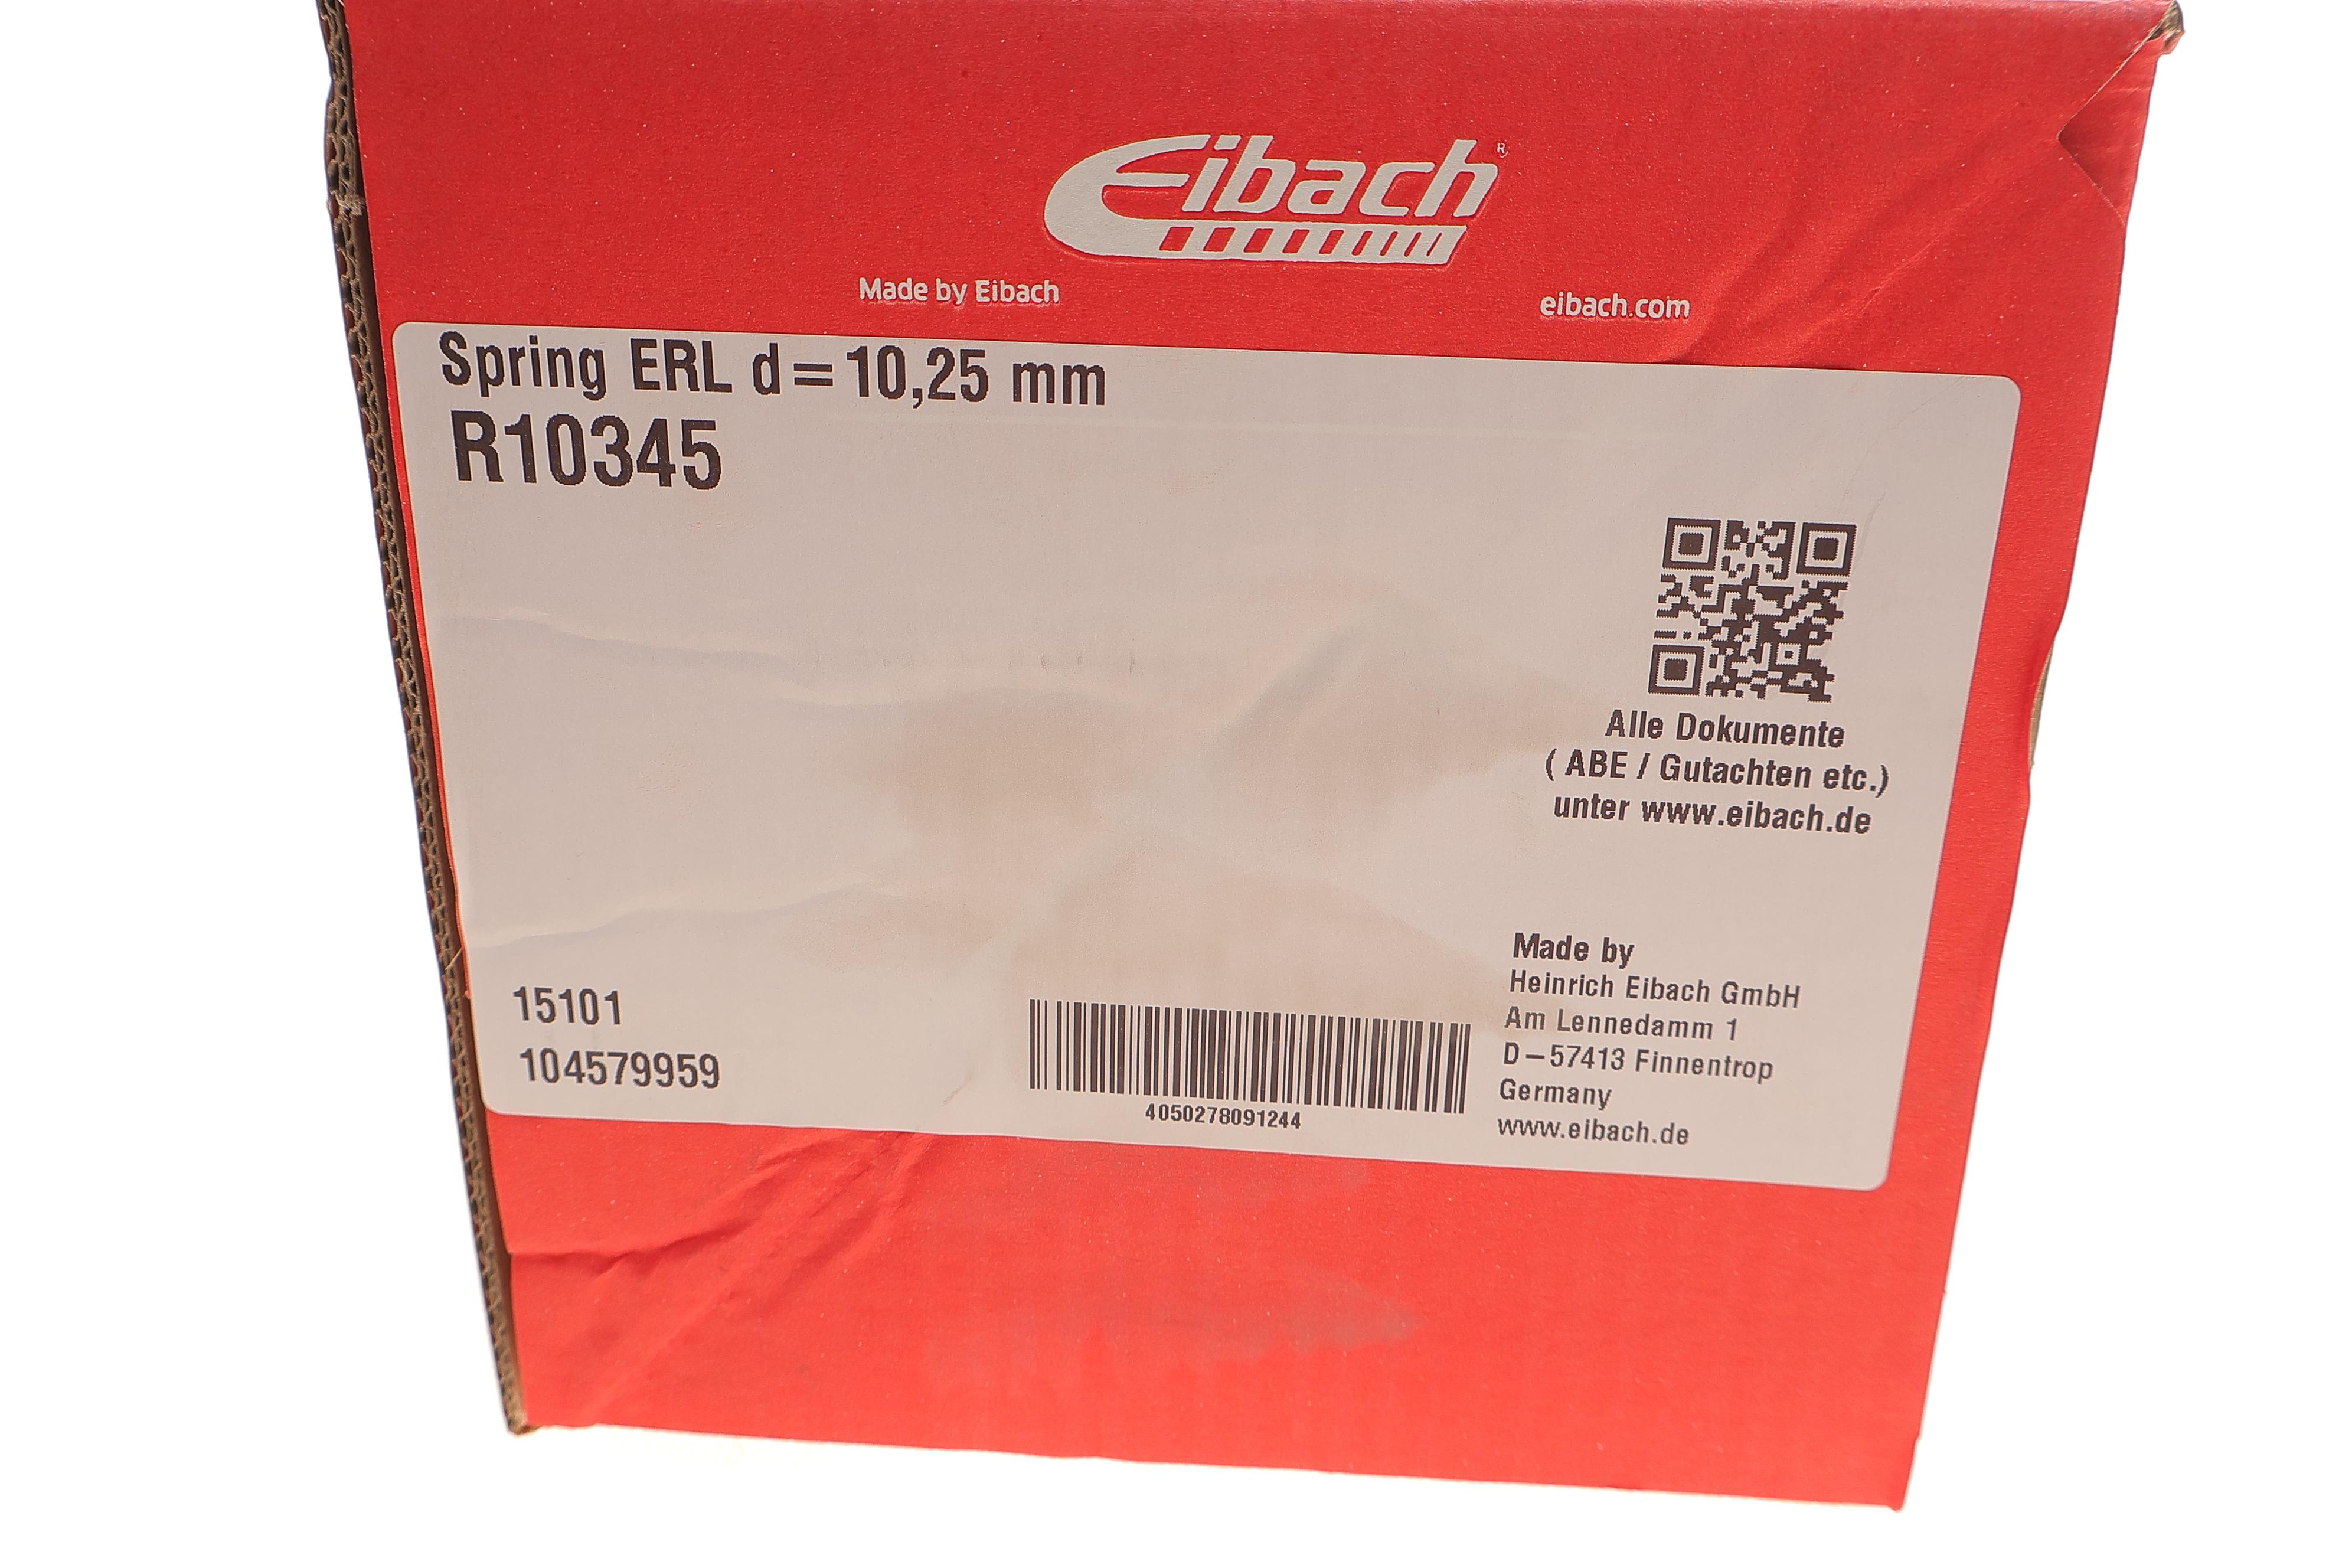 Eibach®
Made by Eibach
eibach.com
Spring ERL d=10,25 mm
R10345
Alle Dokumente
( ABE / Gutachten etc.)
unter www.eibach.de
15101
104579959
4050278091244
Made by
Heinrich Eibach GmbH
Am Lennedamm 1
D-57413 Finnentrop
Germany
www.eibach.de